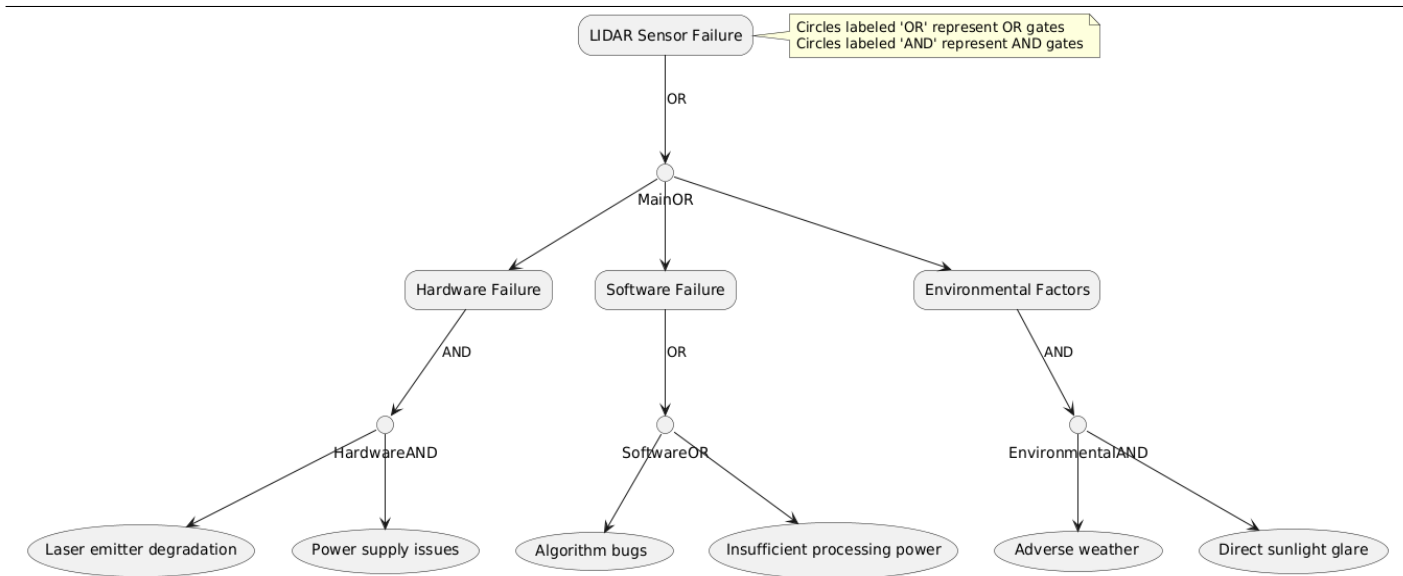 LIDAR Sensor Failure
Circles labeled 'OR' represent OR gates
Circles labeled 'AND' represent AND gates
OR
MainOR
Hardware Failure
Software Failure
Environmental Factors
AND
OR
AND
HardwareAND
SoftwareOR
EnvironmentalAND
Laser emitter degradation
Power supply issues
Algorithm bugs
Insufficient processing power
Adverse weather
Direct sunlight glare